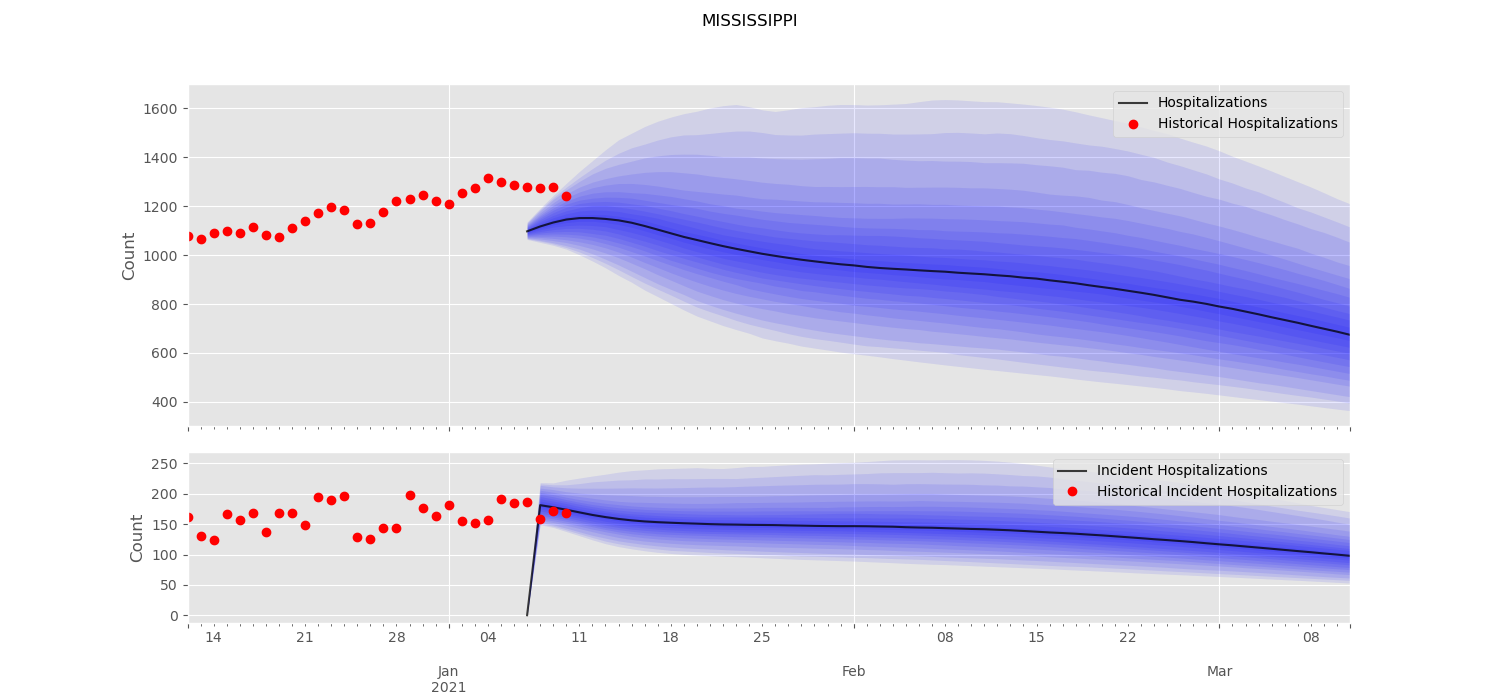 MISSISSIPPI
Hospitalizations
Historical Hospitalizations
1600
1400
1200
1000
800
600
400
Count
Incident Hospitalizations
Historical Incident Hospitalizations
250
200
150
100
50
0
Count
14 21 28 04 11 18 25 08 15 22 08
Jan Feb Mar
2021